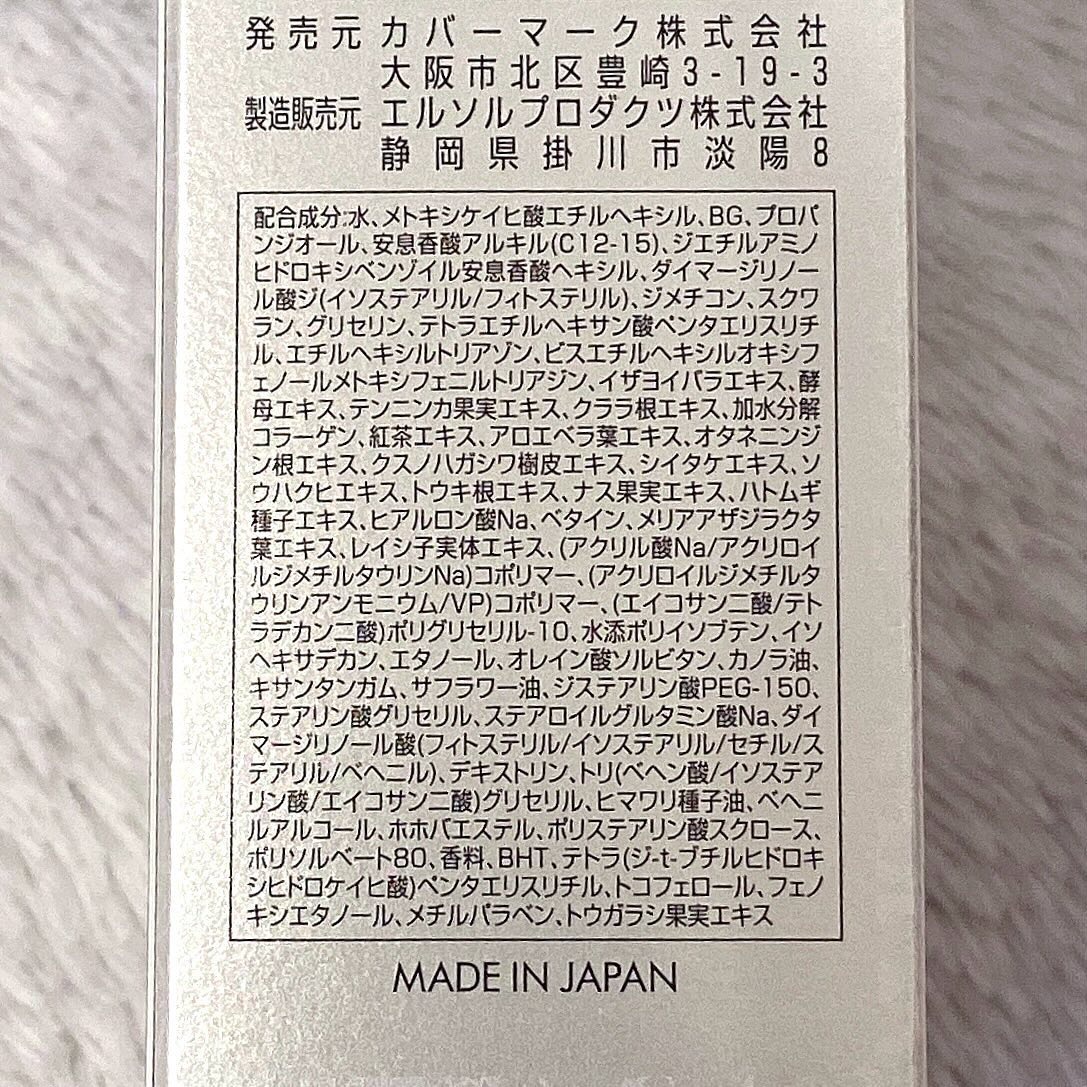 発売元 カバーマーク株式会社
大阪市北区豊崎3-19-3
製造販売元 エルソルプロダクツ株式会社
静岡県掛川市淡陽8
配合成分:水、メトキシケイヒ酸エチルヘキシル、BG、プロパ
ンジオール、安息香酸アルキル(C12-15)、ジエチルアミノ
ヒドロキシベンゾイル安息香酸ヘキシル、ダイマージリノー
ル酸ジ(イソステアリル/フィトステリル)、ジメチコン、スクワ
ラン、グリセリン、テトラエチルヘキサン酸ペンタエリスリチ
ル、エチルヘキシルトリアゾン、ビスエチルヘキシルオキシフ
ェノールメトキシフェニルトリアジン、イザヨイバラエキス、酵
母エキス、テンニンカ果実エキス、クララ根エキス、加水分解
コラーゲン、紅茶エキス、アロエベラ葉エキス、オタネニンジ
ン根エキス、クスノハガシワ樹皮エキス、シイタケエキス、ソ
ウハクヒエキス、トウキ根エキス、ナス果実エキス、ハトムギ
種子エキス、ヒアルロン酸Na、ベタイン、メリアアザジラクタ
葉エキス、レイシ子実体エキス、(アクリル酸Na/アクリロイ
ルジメチルタウリンNa)コポリマー、(アクリロイルジメチルタ
ウリンアンモニウム/VP)コポリマー、(エイコサン二酸/テト
ラデカン二酸)ポリグリセリル-10、水添ポリイソブテン、イソ
ヘキサデカン、エタノール、オレイン酸ソルビタン、カノラ油、
キサンタンガム、サフラワー油、ジステアリン酸PEG-150、
ステアリン酸グリセリル、ステアロイルグルタミン酸Na、ダイ
マージリノール酸(フィトステリル/イソステアリル/セチル/ス
テアリル/ベヘニル)、デキストリン、トリ(ベヘン酸/イソステア
リン酸/エイコサン二酸)グリセリル、ヒマワリ種子油、ベヘニ
ルアルコール、ホホバエステル、ポリステアリン酸スクロース、
ポリソルベート80、香料、BHT、テトラ(ジ-t-ブチルヒドロキ
シヒドロケイヒ酸)ペンタエリスリチル、トコフェロール、フェノ
キシエタノール、メチルパラベン、トウガラシ果実エキス
MADE IN JAPAN